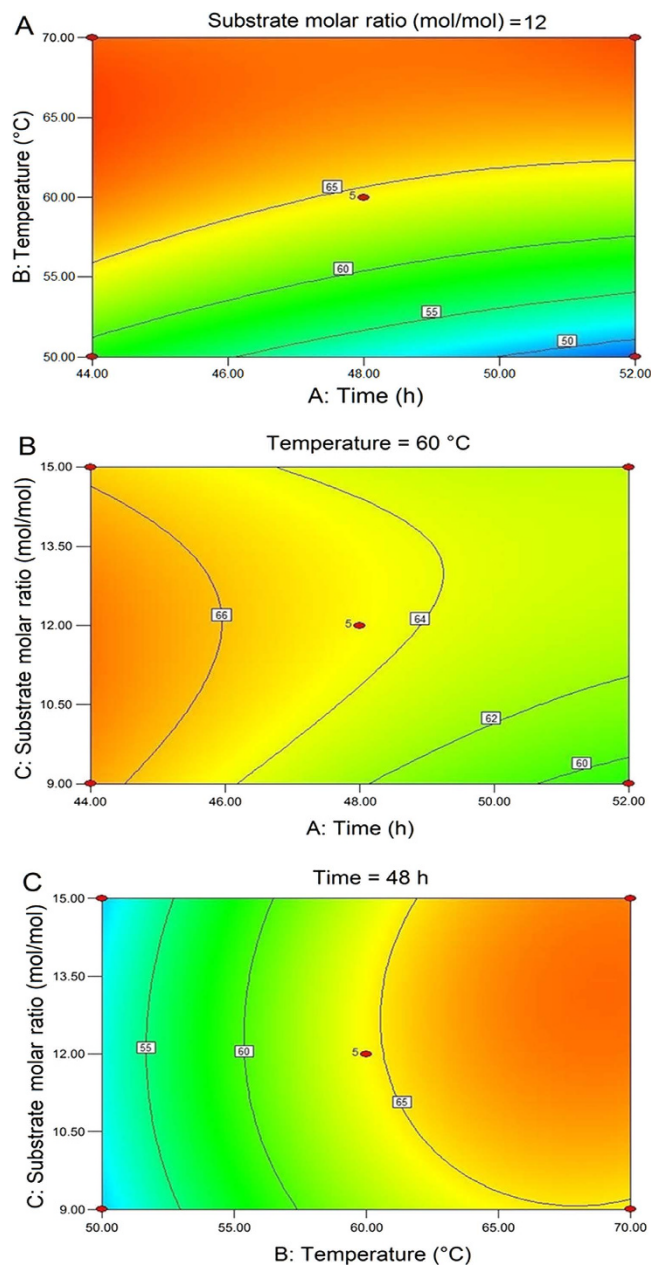 A
Substrate molar ratio (mol/mol) =12
70.00
65.00
60.00
55.00
50.00
B: Temperature (°C)
65
5
60
55
50
44.00 46.00 48.00 50.00 52.00
A: Time (h)
B
Temperature = 60 °C
15.00
13.50
12.00
10.50
9.00
C: Substrate molar ratio (mol/mol)
66
5
64
62
60
44.00 46.00 48.00 50.00 52.00
A: Time (h)
C
Time = 48 h
15.00
13.50
12.00
10.50
9.00
C: Substrate molar ratio (mol/mol)
55
60
5
65
50.00 55.00 60.00 65.00 70.00
B: Temperature (°C)